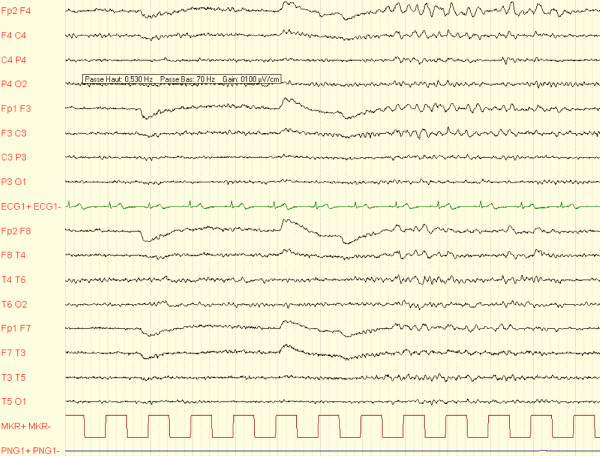 Fp2 F4
F4 C4
C4 P4
Passe Haut: 0,530 Hz Passe Bas: 70 Hz Gain: 0100 µV/cm
P4 O2
Fp1 F3
F3 C3
C3 P3
P3 O1
ECG1+ ECG1-
Fp2 F8
F8 T4
T4 T6
T6 O2
Fp1 F7
F7 T3
T3 T5
T5 O1
MKR+ MKR-
PNG1+ PNG1-